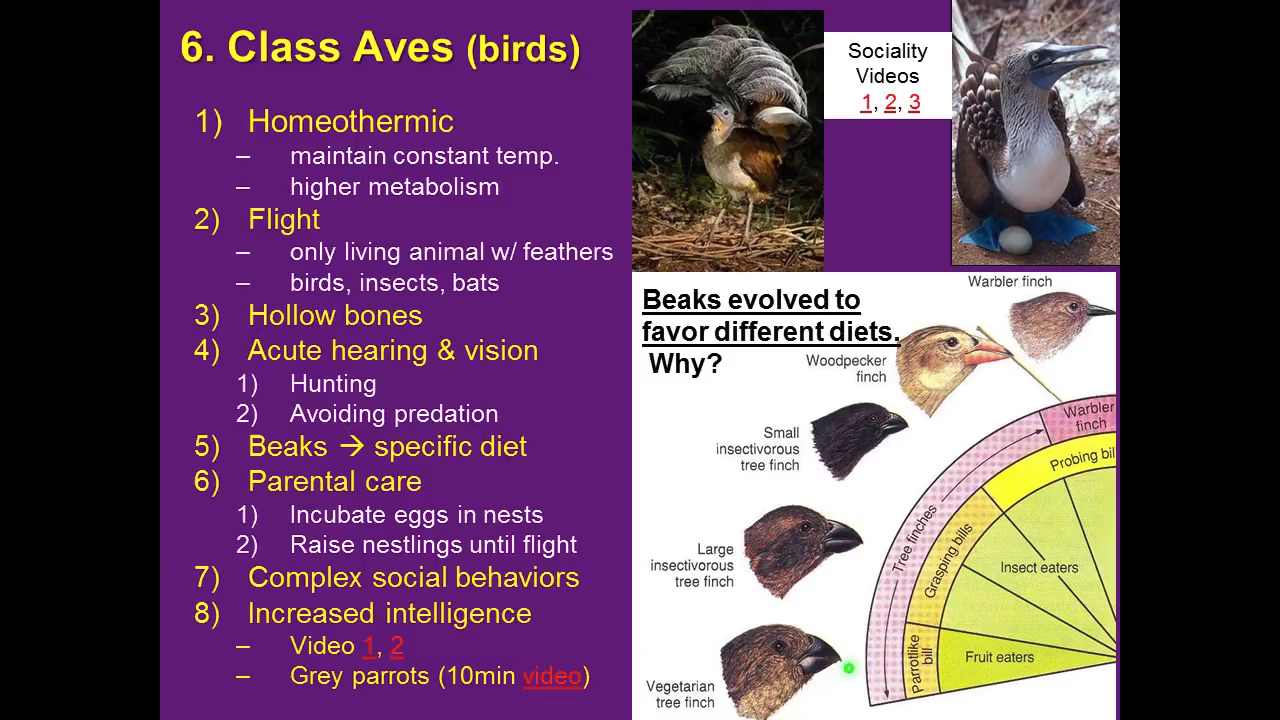 6. Class Aves (birds)
1) Homeothermic
– maintain constant temp.
– higher metabolism
2) Flight
– only living animal w/ feathers
– birds, insects, bats
3) Hollow bones
4) Acute hearing & vision
1) Hunting
2) Avoiding predation
5) Beaks → specific diet
6) Parental care
1) Incubate eggs in nests
2) Raise nestlings until flight
7) Complex social behaviors
8) Increased intelligence
– Video 1, 2
– Grey parrots (10min video)
Sociality
Videos
1, 2, 3
Beaks evolved to
favor different diets.
Why?
Warbler finch
Woodpecker
finch
Small
insectivorous
tree finch
Large
insectivorous
tree finch
Vegetarian
tree finch
Warbler
finch
Probing bil
Tree finches
Grasping bills
Insect eaters
Parrotlike
bill
Fruit eaters